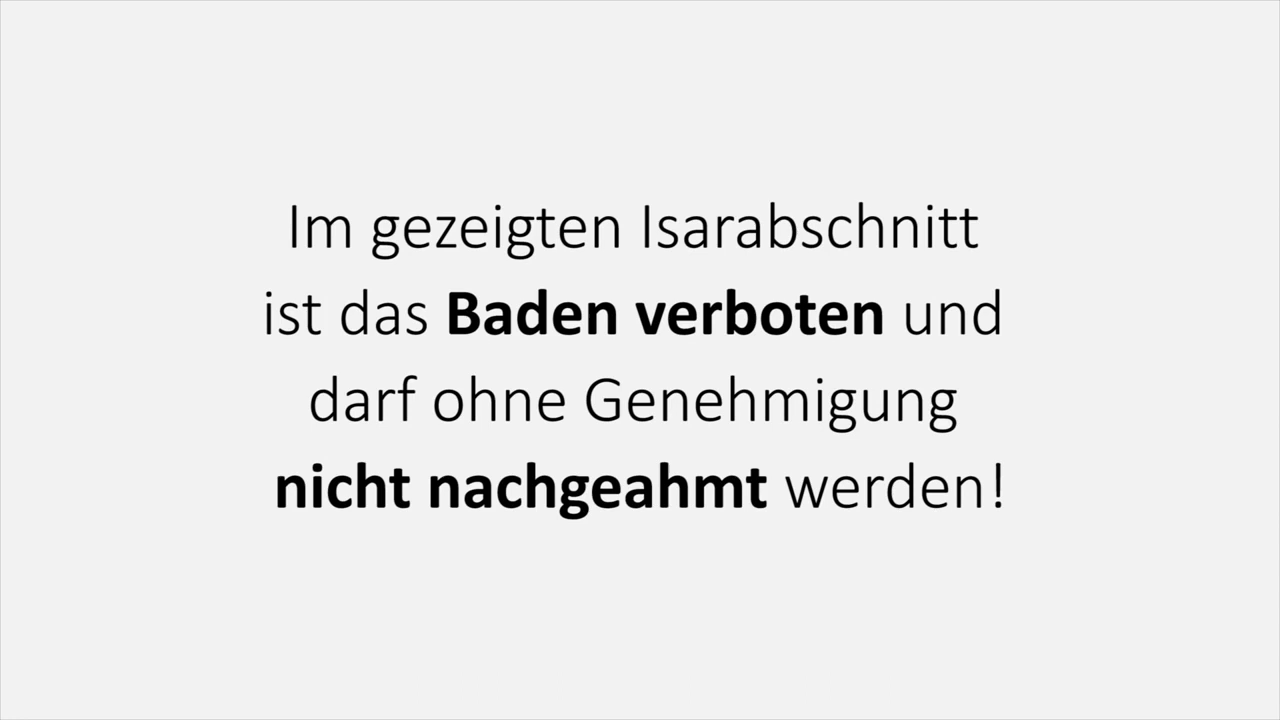 Im gezeigten Isarabschnitt
ist das Baden verboten und
darf ohne Genehmigung
nicht nachgeahmt werden!